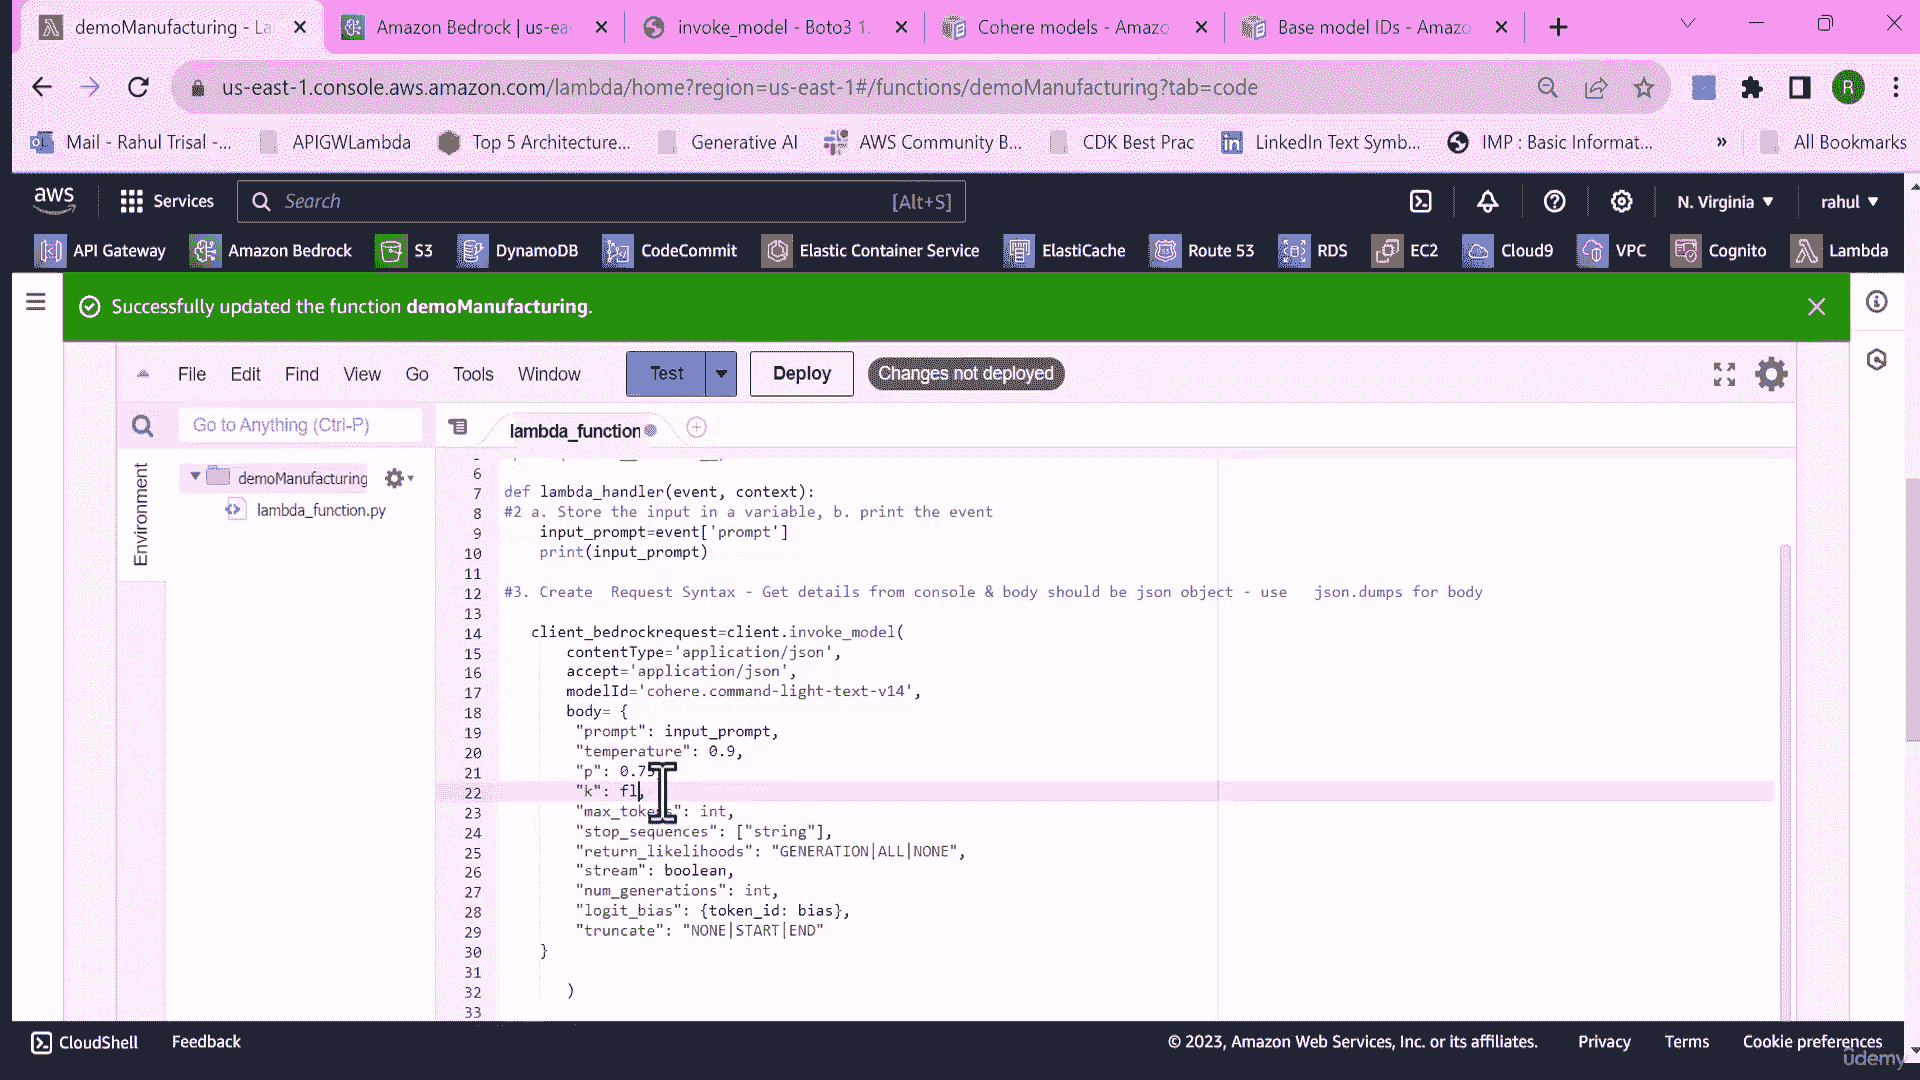 demoManufacturing - La
Amazon Bedrock | us-ea
invoke_model - Boto3 1.
Cohere models - Amazo
Base model IDs - Amazo
us-east-1.console.aws.amazon.com/lambda/home?region=us-east-1#/functions/demoManufacturing?tab=code
R
Mail - Rahul Trisal -...
APIGWLambda
Top 5 Architecture...
Generative AI
AWS Community B...
CDK Best Prac
LinkedIn Text Symb...
IMP : Basic Informat...
»
All Bookmarks
aws
Services
Search
[Alt+S]
N. Virginia
rahul
API Gateway
Amazon Bedrock
S3
DynamoDB
CodeCommit
Elastic Container Service
ElastiCache
Route 53
RDS
EC2
Cloud9
VPC
Cognito
Lambda
Successfully updated the function demoManufacturing.
File Edit Find View Go Tools Window
Test
Deploy
Changes not deployed
Go to Anything (Ctrl-P)
lambda_function
Environment
demoManufacturing
lambda_function.py
6
7 def lambda_handler(event, context):
8 #2 a. Store the input in a variable, b. print the event
9 input_prompt=event['prompt']
10 print(input_prompt)
11
12 #3. Create Request Syntax - Get details from console & body should be json object - use json.dumps for body
13
14 client_bedrockrequest=client.invoke_model(
15 contentType='application/json',
16 accept='application/json',
17 modelId='cohere.command-light-text-v14',
18 body= {
19 "prompt": input_prompt,
20 "temperature": 0.9,
21 "p": 0.75,
22 "k": fl,
23 "max_tokens": int,
24 "stop_sequences": ["string"],
25 "return_likelihoods": "GENERATION|ALL|NONE",
26 "stream": boolean,
27 "num_generations": int,
28 "logit_bias": {token_id: bias},
29 "truncate": "NONE|START|END"
30 }
31
32 )
33
CloudShell
Feedback
© 2023, Amazon Web Services, Inc. or its affiliates.
Privacy
Terms
Cookie preferences
udemy